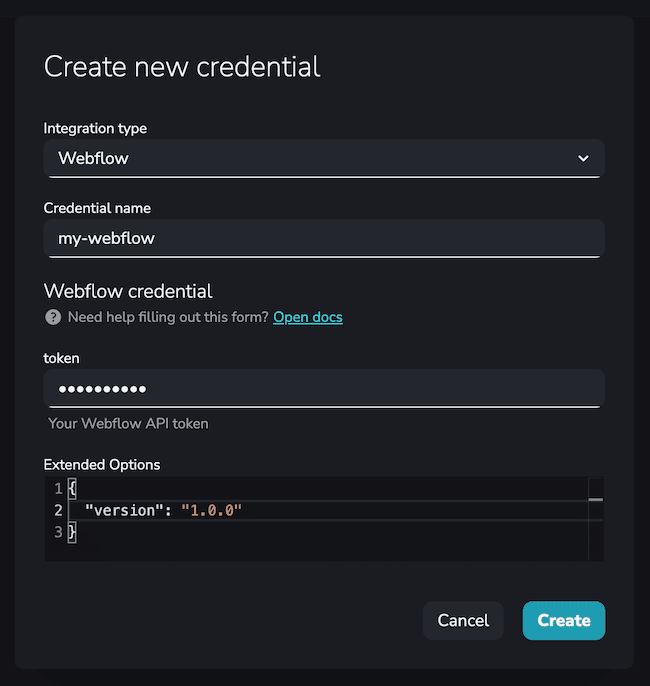 Create new credential
Integration type
Webflow
Credential name
my-webflow
Webflow credential
? Need help filling out this form? Open docs
token
••••••••••
Your Webflow API token
Extended Options
1 {
2 "version": "1.0.0"
3 }
Cancel Create